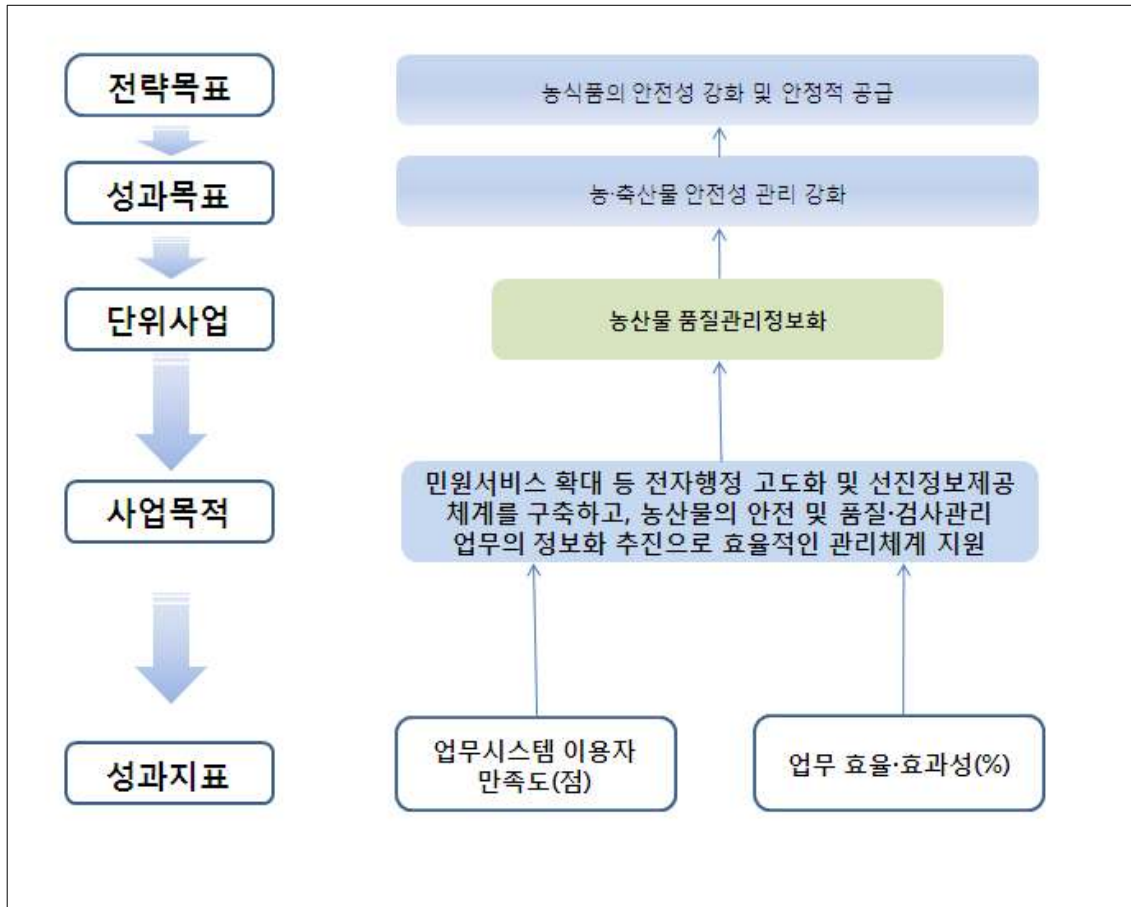 전략목표
농식품의 안전성 강화 및 안정적 공급
성과목표
농·축산물 안전성 관리 강화
단위사업
농산물 품질관리정보화
사업목적
민원서비스 확대 등 전자행정 고도화 및 선진정보제공
체계를 구축하고, 농산물의 안전 및 품질·검사관리
업무의 정보화 추진으로 효율적인 관리체계 지원
성과지표
업무시스템 이용자
만족도(점)
업무 효율·효과성(%)